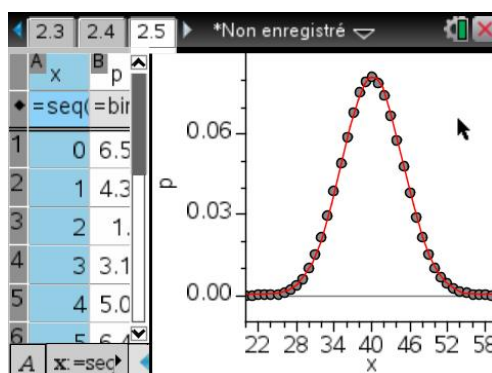 2.3 2.4 2.5 *Non enregistré
A x B p
◆ =seq( =bin
1 0 6.5
2 1 4.3
3 2 1.
4 3 3.1
5 4 5.0
6 5 6.4
A x:=seq
p
0.06
0.03
0.00
22 28 34 40 46 52 58
x